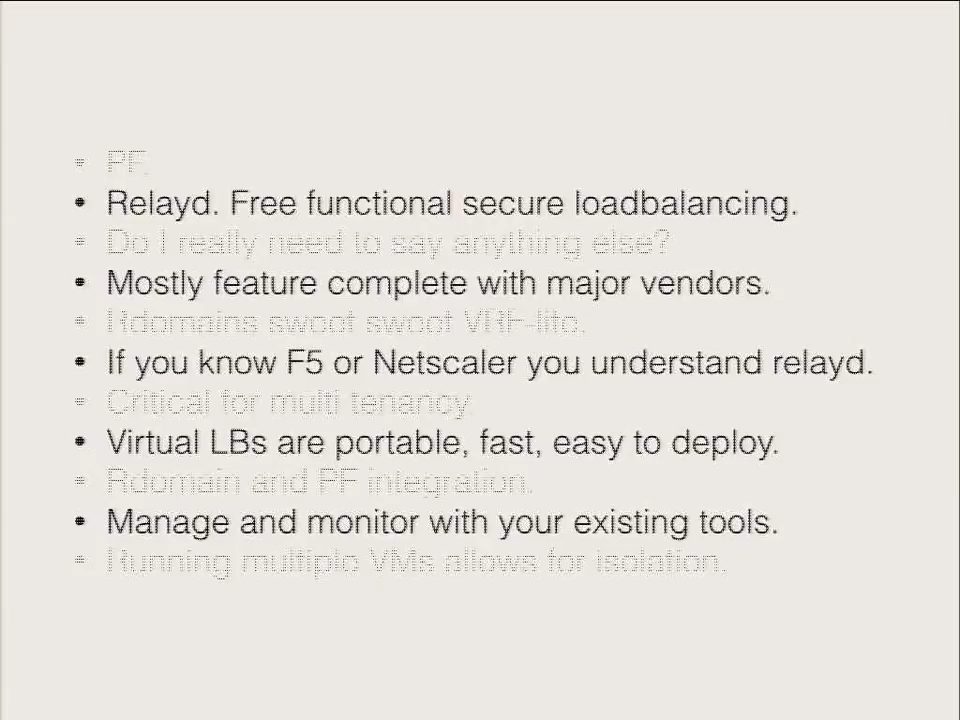 • PF.
• Relayd. Free functional secure loadbalancing.
• Do I really need to say anything else?
• Mostly feature complete with major vendors.
• Rdomains sweet sweet VRF-lite.
• If you know F5 or Netscaler you understand relayd.
• Critical for multi tenancy.
• Virtual LBs are portable, fast, easy to deploy.
• Rdomain and PF integration.
• Manage and monitor with your existing tools.
• Running multiple VMs allows for isolation.